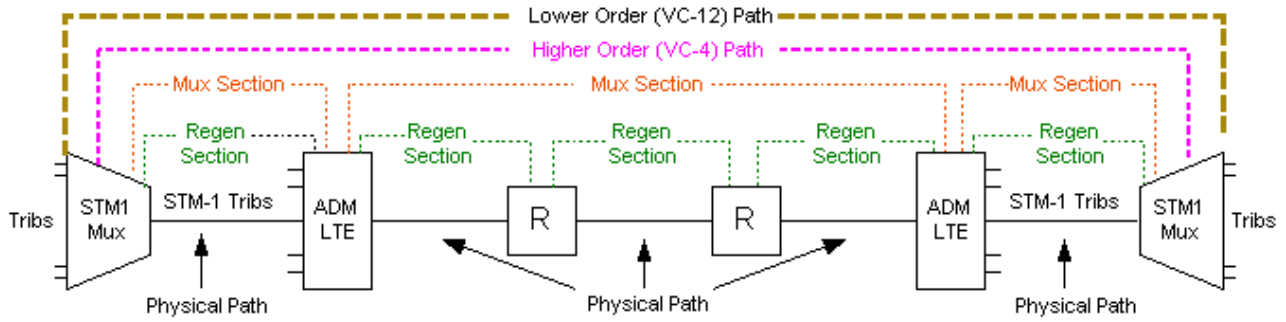 Lower Order (VC-12) Path
Higher Order (VC-4) Path
Mux Section
Mux Section
Mux Section
Regen
Section
Regen
Section
Regen
Section
Regen
Section
Regen
Section
Tribs
STM1
Mux
STM-1 Tribs
ADM
LTE
R
R
ADM
LTE
STM-1 Tribs
STM1
Mux
Tribs
Physical Path
Physical Path
Physical Path